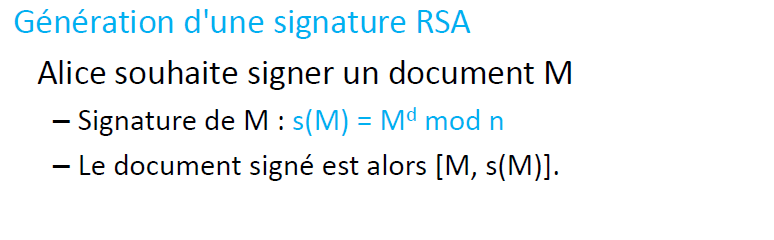 Génération d'une signature RSA
Alice souhaite signer un document M
– Signature de M : s(M) = Mᵈ mod n
– Le document signé est alors [M, s(M)].